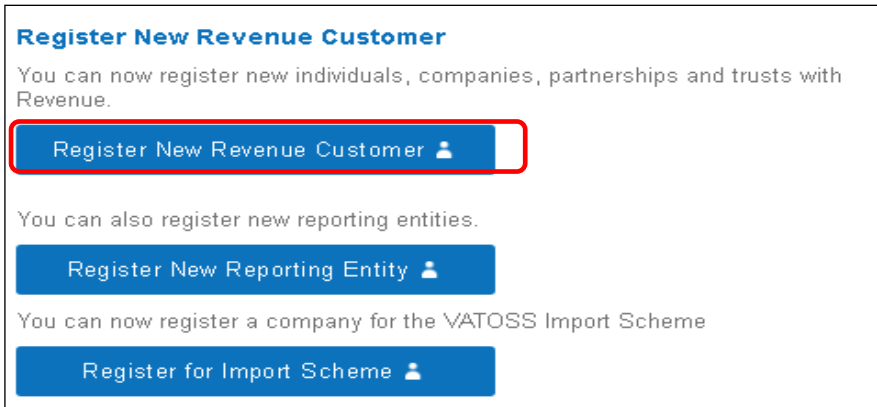 Register New Revenue Customer
You can now register new individuals, companies, partnerships and trusts with
Revenue.
Register New Revenue Customer
You can also register new reporting entities.
Register New Reporting Entity
You can now register a company for the VATOSS Import Scheme
Register for Import Scheme